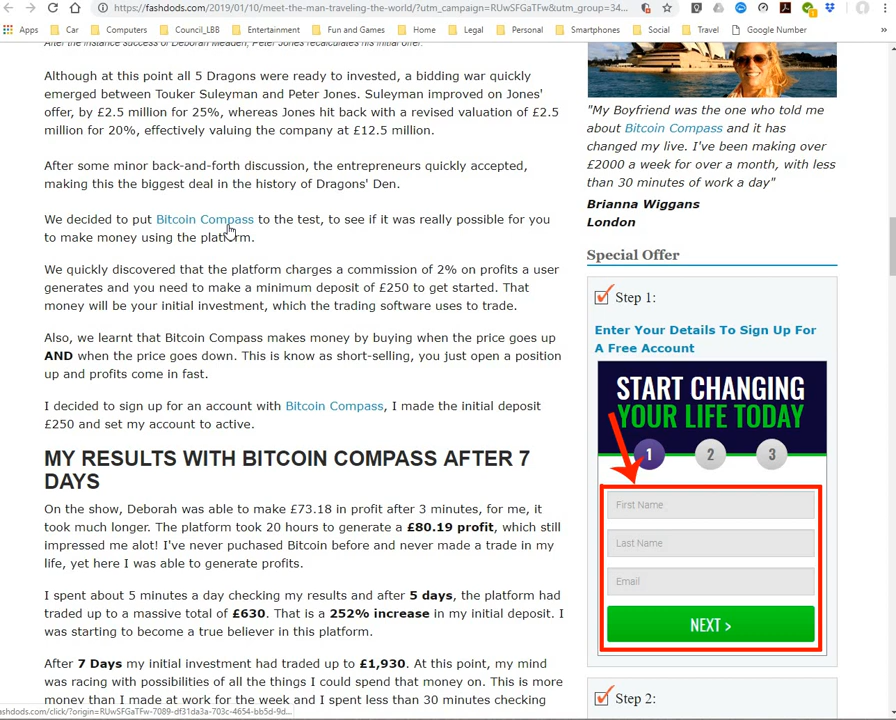 https://fashdods.com/2019/01/10/meet-the-man-traveling-the-world/?utm_campaign=RUwSFGaTFw&utm_group=34...
Apps Car Computers Council_LBB Entertainment Fun and Games Home Legal Personal Smartphones Social Travel Google Number
After the instance success of Deborah Meaden, Peter Jones recalculates his initial offer.
Although at this point all 5 Dragons were ready to invested, a bidding war quickly
emerged between Touker Suleyman and Peter Jones. Suleyman improved on Jones'
offer, by £2.5 million for 25%, whereas Jones hit back with a revised valuation of £2.5
million for 20%, effectively valuing the company at £12.5 million.
After some minor back-and-forth discussion, the entrepreneurs quickly accepted,
making this the biggest deal in the history of Dragons' Den.
We decided to put Bitcoin Compass to the test, to see if it was really possible for you
to make money using the platform.
We quickly discovered that the platform charges a commission of 2% on profits a user
generates and you need to make a minimum deposit of £250 to get started. That
money will be your initial investment, which the trading software uses to trade.
Also, we learnt that Bitcoin Compass makes money by buying when the price goes up
AND when the price goes down. This is know as short-selling, you just open a position
up and profits come in fast.
I decided to sign up for an account with Bitcoin Compass, I made the initial deposit
£250 and set my account to active.
MY RESULTS WITH BITCOIN COMPASS AFTER 7
DAYS
On the show, Deborah was able to make £73.18 in profit after 3 minutes, for me, it
took much longer. The platform took 20 hours to generate a £80.19 profit, which still
impressed me alot! I've never puchased Bitcoin before and never made a trade in my
life, yet here I was able to generate profits.
I spent about 5 minutes a day checking my results and after 5 days, the platform had
traded up to a massive total of £630. That is a 252% increase in my initial deposit. I
was starting to become a true believer in this platform.
After 7 Days my initial investment had traded up to £1,930. At this point, my mind
was racing with possibilities of all the things I could spend that money on. This is more
money than I made at work for the week and I spent less than 30 minutes checking
"My Boyfriend was the one who told me
about Bitcoin Compass and it has
changed my live. I've been making over
£2000 a week for over a month, with less
than 30 minutes of work a day"
Brianna Wiggans
London
Special Offer
Step 1:
Enter Your Details To Sign Up For
A Free Account
START CHANGING
YOUR LIFE TODAY
1 2 3
First Name
Last Name
Email
NEXT >
Step 2:
ashdods.com/click/?origin=RUwSFGaTFw-7089-df31da3a-703c-4654-bb5d-9d...